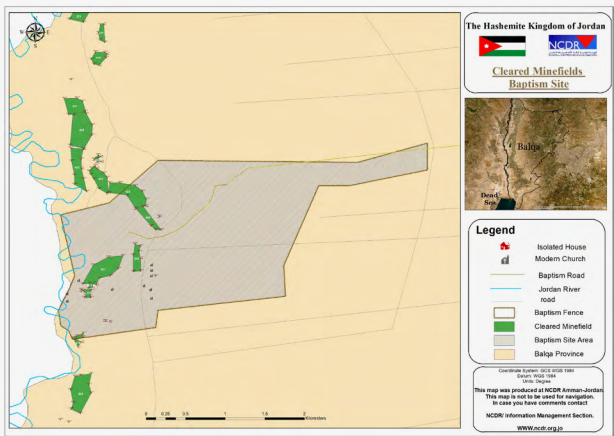 N
W
E
S
The Hashemite Kingdom of Jordan
NCDR
Cleared Minefields
Baptism Site
Balqa
Dead
Sea
Legend
Isolated House
Modern Church
Baptism Road
Jordan River
road
Baptism Fence
Cleared Minefield
Baptism Site Area
Balqa Province
Coordinate System: GCS WGS 1984
Datum: WGS 1984
Units: Degree
This map was produced at NCDR Amman-Jordan.
This map is not to be used for navigation.
In case you have comments contact
NCDR/ Information Management Section.
WWW.ncdr.org.jo
0 0.25 0.5 1 1.5 2
Kilometers